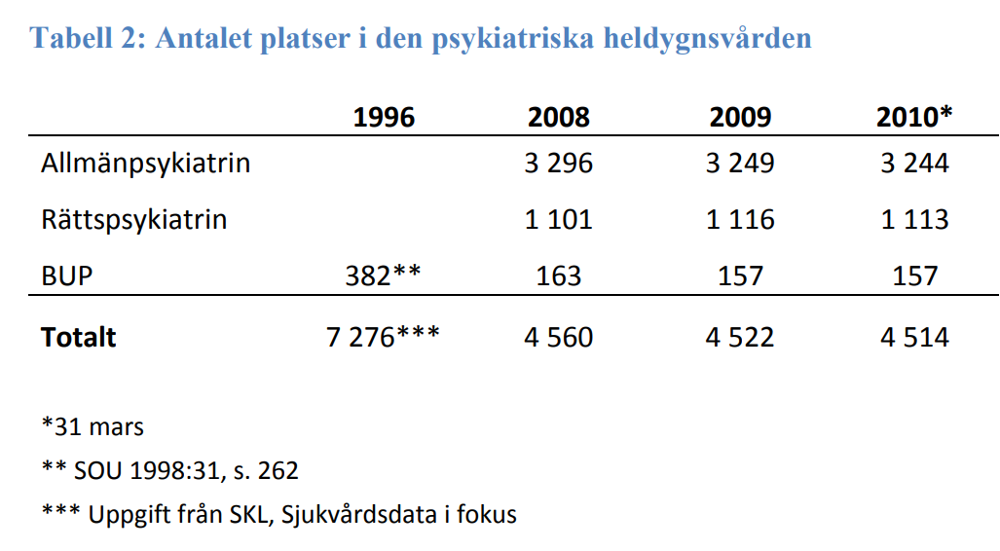 Tabell 2: Antalet platser i den psykiatriska heldygnsvården
1996 2008 2009 2010*
Allmänpsykiatrin 3 296 3 249 3 244
Rättspsykiatrin 1 101 1 116 1 113
BUP 382** 163 157 157
Totalt 7 276*** 4 560 4 522 4 514
*31 mars
** SOU 1998:31, s. 262
*** Uppgift från SKL, Sjukvårdsdata i fokus